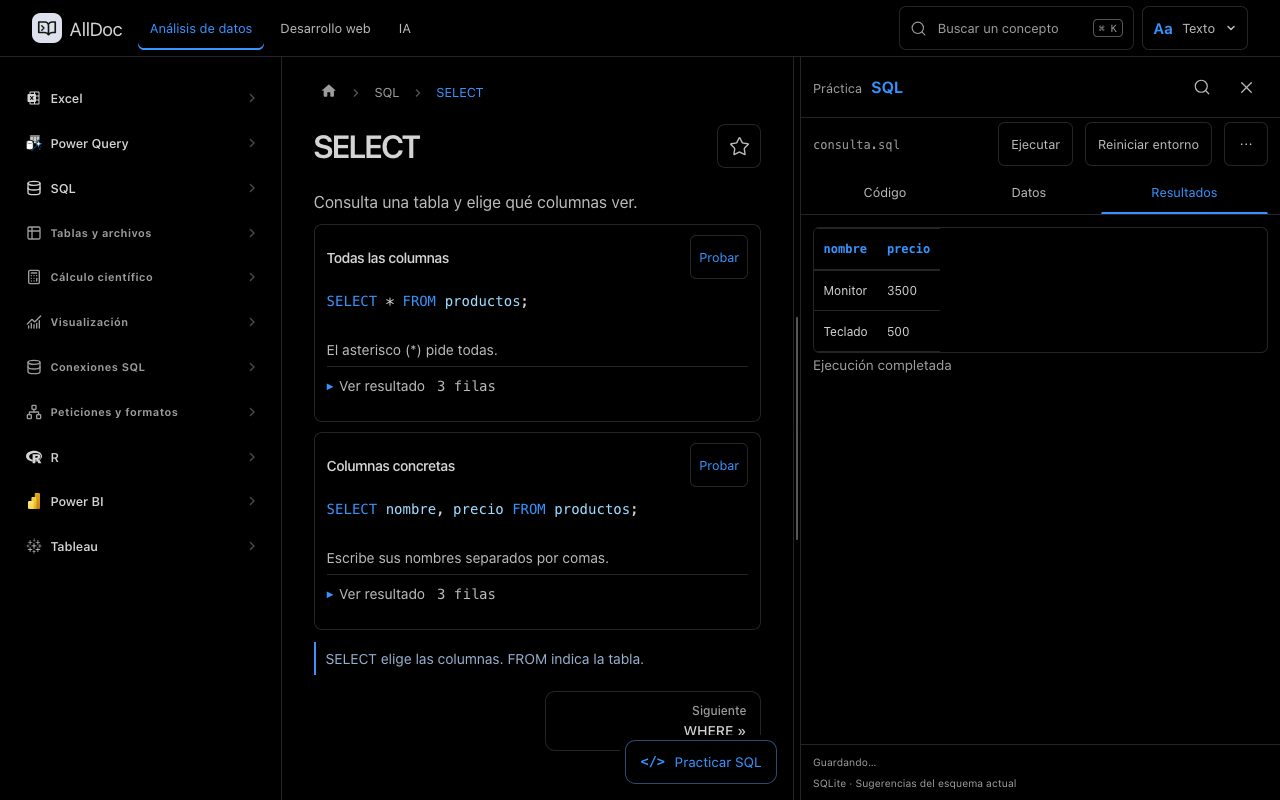 AllDoc
Análisis de datos
Desarrollo web
IA
Buscar un concepto
⌘ K
Aa Texto
Excel
Power Query
SQL
Tablas y archivos
Cálculo científico
Visualización
Conexiones SQL
Peticiones y formatos
R
Power BI
Tableau
SQL > SELECT
SELECT
Consulta una tabla y elige qué columnas ver.
Todas las columnas
Probar
SELECT * FROM productos;
El asterisco (*) pide todas.
Ver resultado 3 filas
Columnas concretas
Probar
SELECT nombre, precio FROM productos;
Escribe sus nombres separados por comas.
Ver resultado 3 filas
SELECT elige las columnas. FROM indica la tabla.
Siguiente
WHERE »
</> Practicar SQL
Práctica SQL
consulta.sql
Ejecutar
Reiniciar entorno
...
Código
Datos
Resultados
nombre precio
Monitor 3500
Teclado 500
Ejecución completada
Guardando...
SQLite · Sugerencias del esquema actual